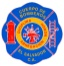 CUERPO DE
BOMBEROS
EL SALVADOR
C.A.